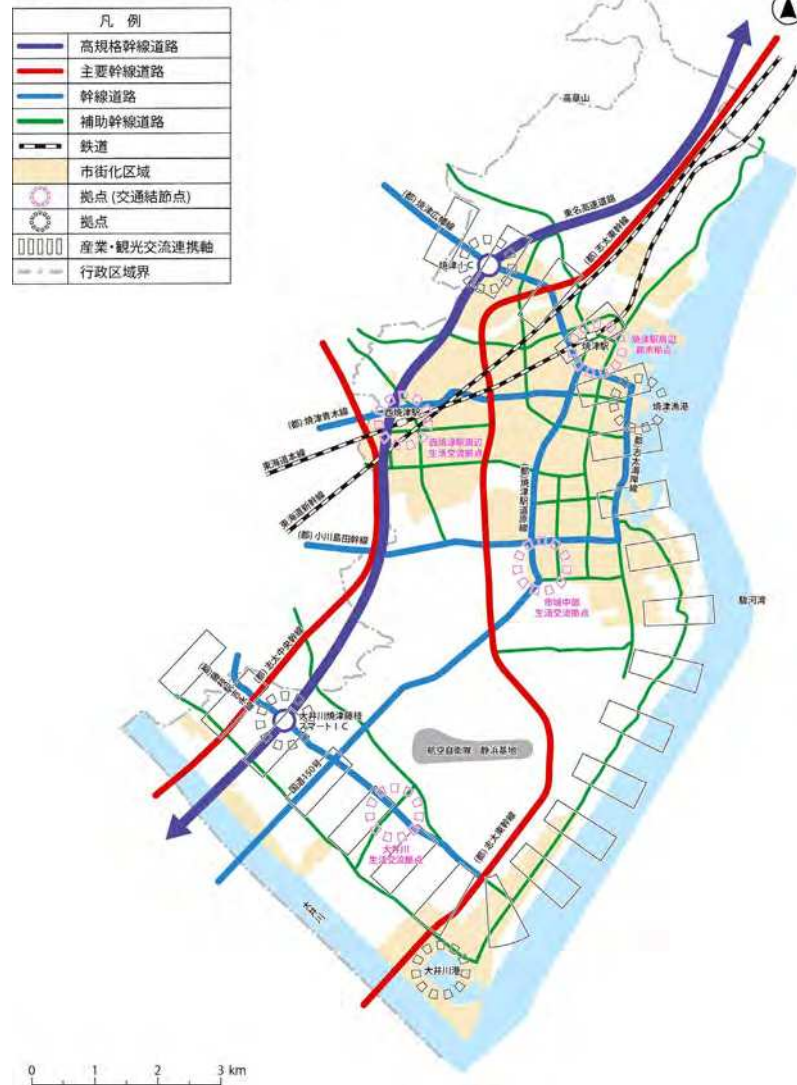 凡 例
高規格幹線道路
主要幹線道路
幹線道路
補助幹線道路
鉄道
市街化区域
拠点 (交通結節点)
拠点
産業・観光交流連携軸
行政区域界
高草山
(都) 焼津広幡線
東名高速道路
(都) 志太東幹線
焼津IC
焼津駅
焼津駅周辺
焼津漁港
西焼津駅
(都) 焼津青木線
西焼津駅周辺
生活交流拠点
東海道本線
東海道新幹線
(都) 志太海岸線
(都) 焼津駅道原線
(都) 小川島田幹線
市域中部
生活交流拠点
駿河湾
(都) 志太中央幹線
大井川焼津藤枝
スマートIC
航空自衛隊 静浜基地
国道150号
大井川
生活交流拠点
(都) 志太東幹線
大井川
大井川港
0 1 2 3 km